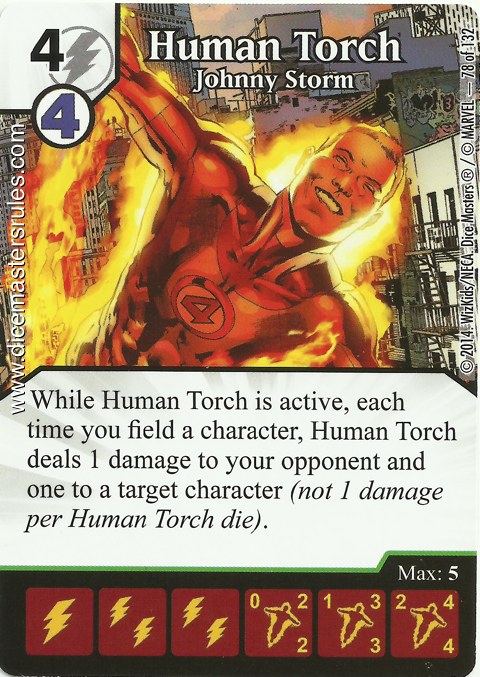 4
4
Human Torch
Johnny Storm
www.dicemastersrules.com
© 2014. Wizkids/NECA. Dice Masters ® / © MARVEL — 78 of 132
4
While Human Torch is active, each
time you field a character, Human Torch
deals 1 damage to your opponent and
one to a target character (not 1 damage
per Human Torch die).
Max: 5
0 2 2
1 3 3
2 4 4